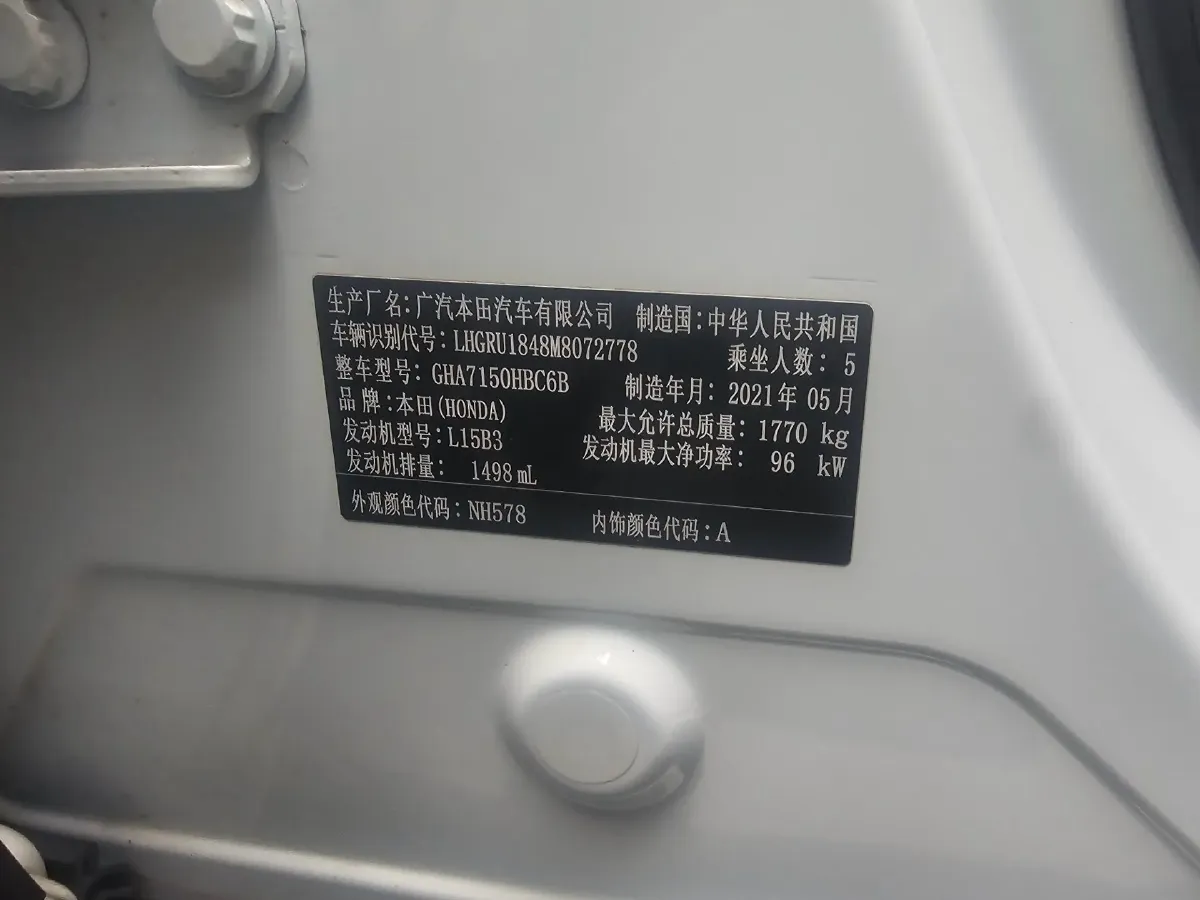 生产厂名:广汽本田汽车有限公司 制造国:中华人民共和国
车辆识别代号:LHGRU1848M8072778 乘坐人数: 5
整车型号: GHA7150HBC6B 制造年月: 2021年 05月
品 牌:本田(HONDA) 最大允许总质量: 1770 kg
发动机型号:L15B3 发动机最大净功率: 96 kW
发动机排量: 1498 mL
外观颜色代码:NH578 内饰颜色代码:A